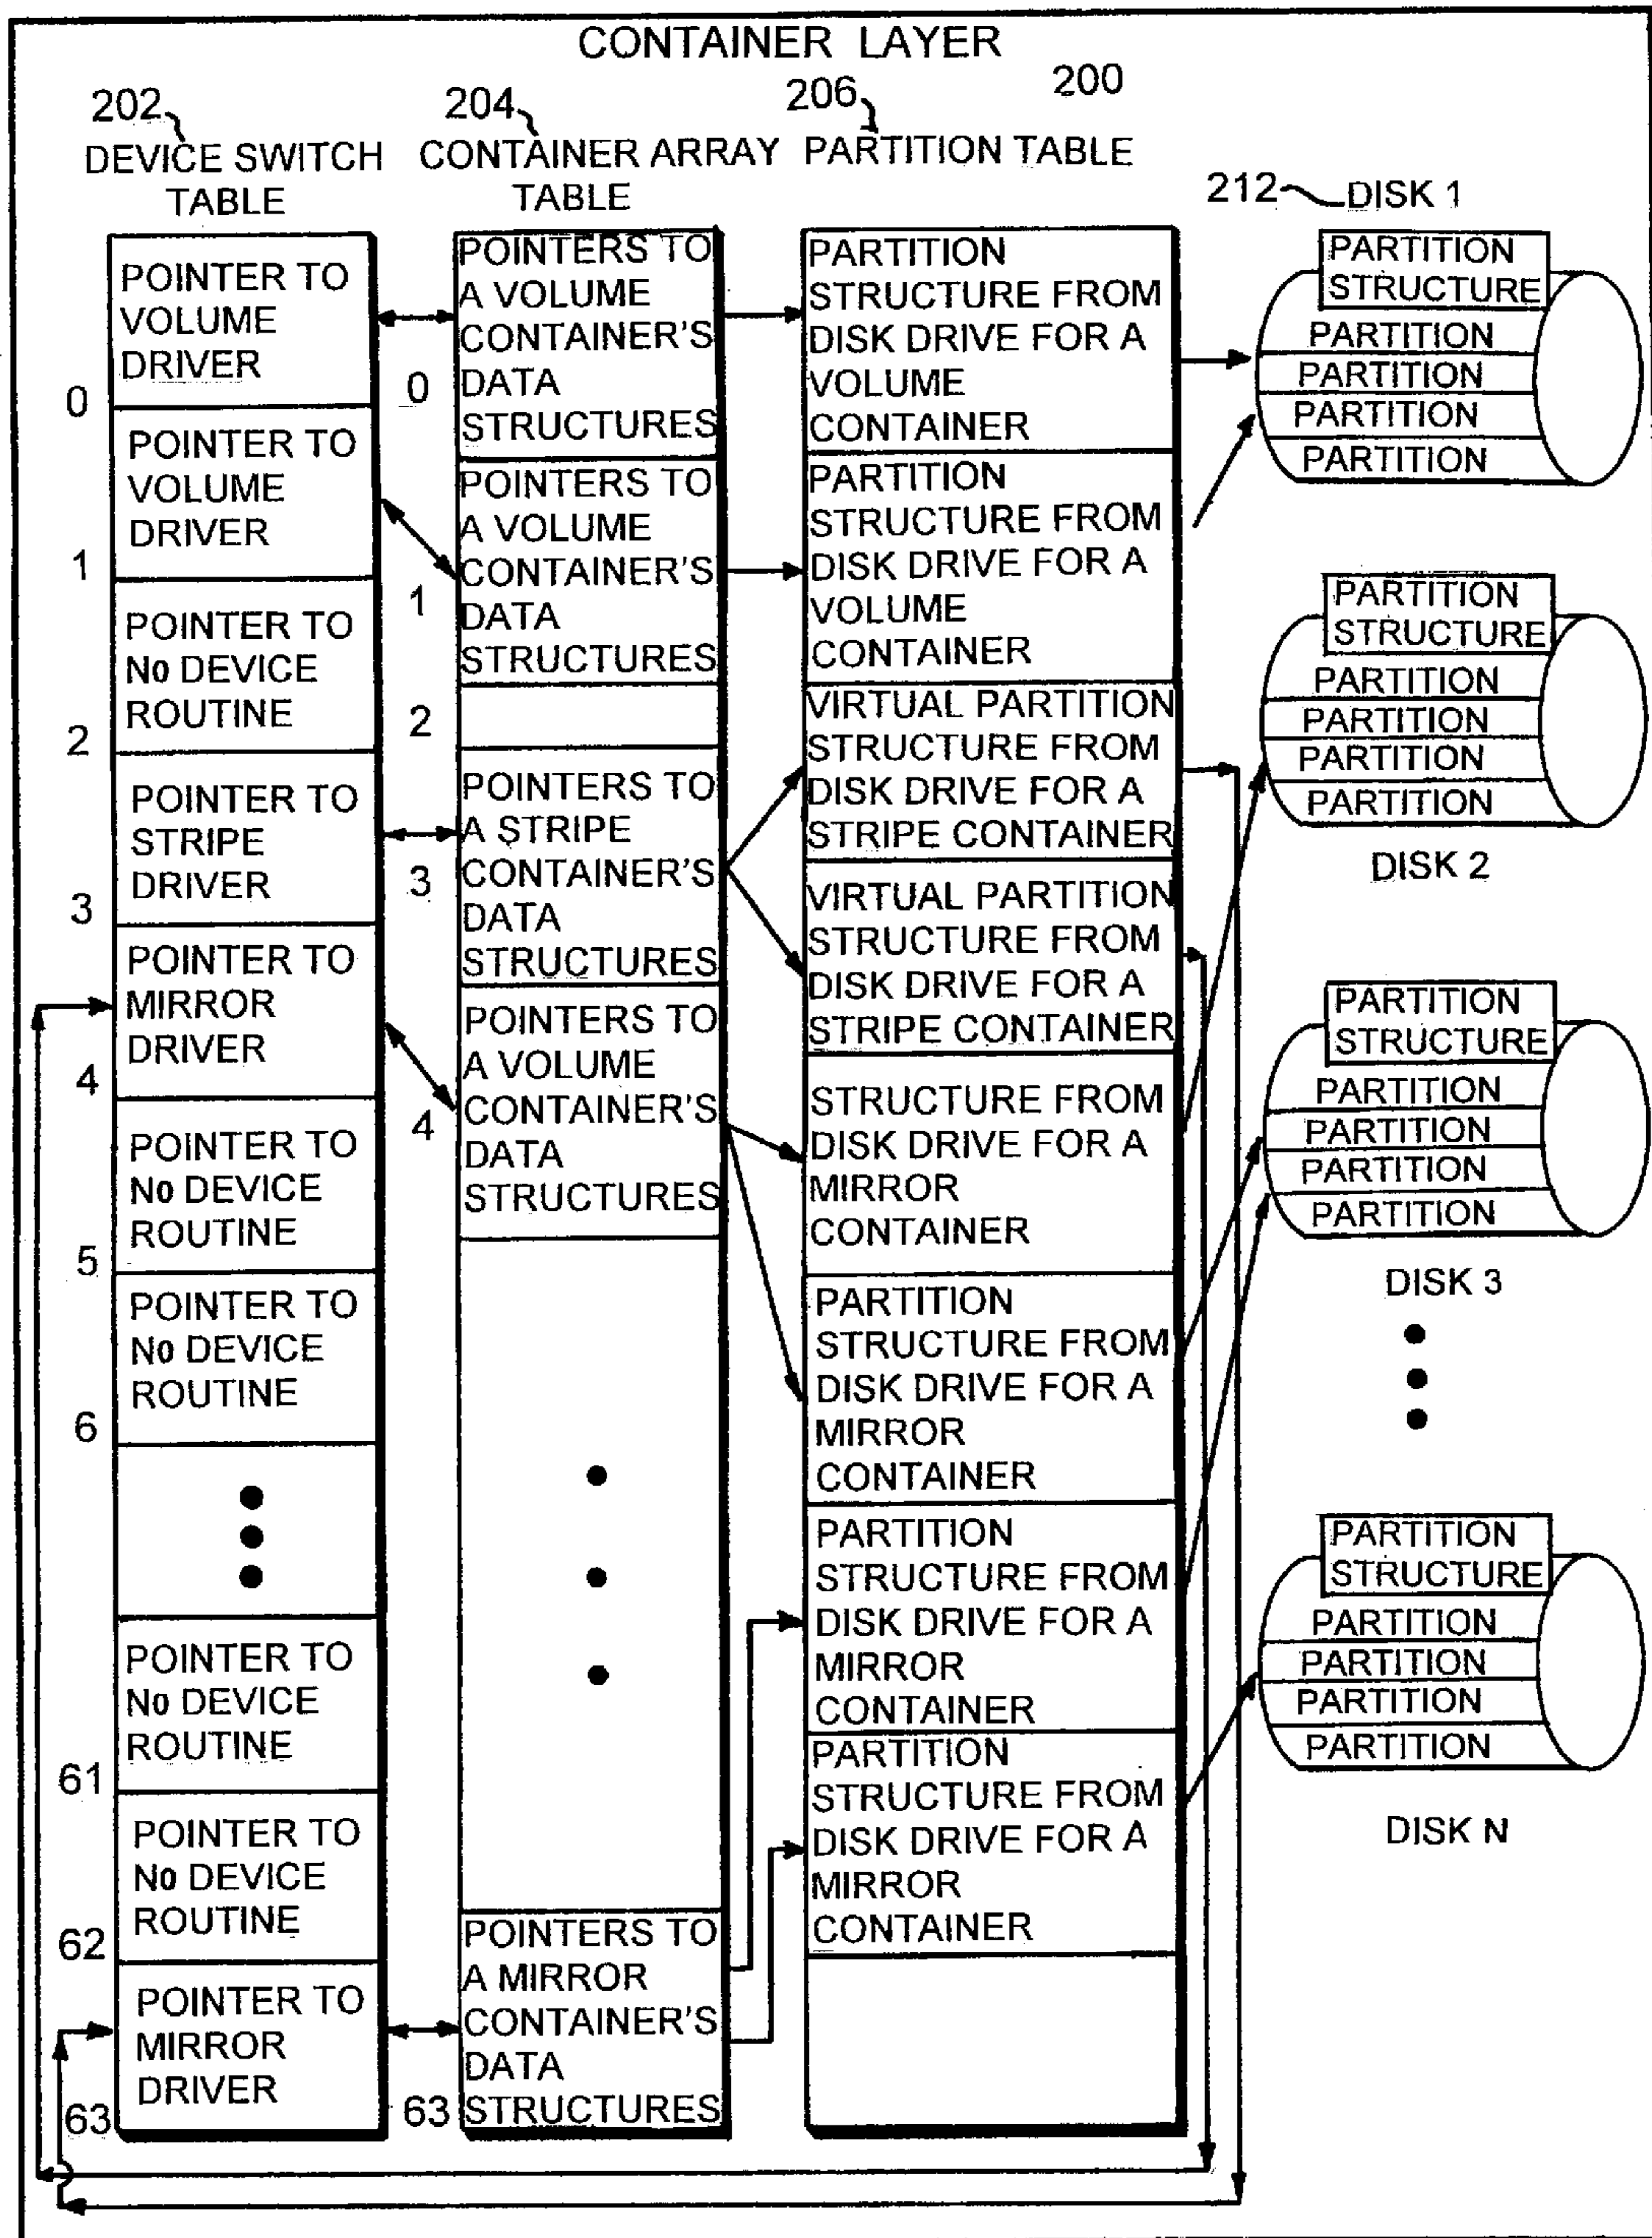 CONTAINER LAYER
200
202
DEVICE SWITCH
TABLE
POINTER TO
VOLUME
DRIVER
0
POINTER TO
VOLUME
DRIVER
1
POINTER TO
NO DEVICE
ROUTINE
2
POINTER TO
STRIPE
DRIVER
3
POINTER TO
MIRROR
DRIVER
4
POINTER TO
NO DEVICE
ROUTINE
5
POINTER TO
NO DEVICE
ROUTINE
6
POINTER TO
NO DEVICE
ROUTINE
61
POINTER TO
NO DEVICE
ROUTINE
62
POINTER TO
MIRROR
DRIVER
63
204
CONTAINER ARRAY
TABLE
POINTERS TO
A VOLUME
CONTAINER'S
DATA
STRUCTURES
0
POINTERS TO
A VOLUME
CONTAINER'S
DATA
STRUCTURES
1
2
POINTERS TO
A STRIPE
CONTAINER'S
DATA
STRUCTURES
3
POINTERS TO
A VOLUME
CONTAINER'S
DATA
STRUCTURES
4
POINTERS TO
A MIRROR
CONTAINER'S
DATA
STRUCTURES
63
206
PARTITION TABLE
PARTITION
STRUCTURE FROM
DISK DRIVE FOR A
VOLUME
CONTAINER
PARTITION
STRUCTURE FROM
DISK DRIVE FOR A
VOLUME
CONTAINER
VIRTUAL PARTITION
STRUCTURE FROM
DISK DRIVE FOR A
STRIPE CONTAINER
VIRTUAL PARTITION
STRUCTURE FROM
DISK DRIVE FOR A
STRIPE CONTAINER
STRUCTURE FROM
DISK DRIVE FOR A
MIRROR
CONTAINER
PARTITION
STRUCTURE FROM
DISK DRIVE FOR A
MIRROR
CONTAINER
PARTITION
STRUCTURE FROM
DISK DRIVE FOR A
MIRROR
CONTAINER
PARTITION
STRUCTURE FROM
DISK DRIVE FOR A
MIRROR
CONTAINER
212
DISK 1
PARTITION
STRUCTURE
PARTITION
PARTITION
PARTITION
PARTITION
PARTITION
STRUCTURE
PARTITION
PARTITION
PARTITION
PARTITION
DISK 2
PARTITION
STRUCTURE
PARTITION
PARTITION
PARTITION
PARTITION
DISK 3
PARTITION
STRUCTURE
PARTITION
PARTITION
PARTITION
PARTITION
DISK N